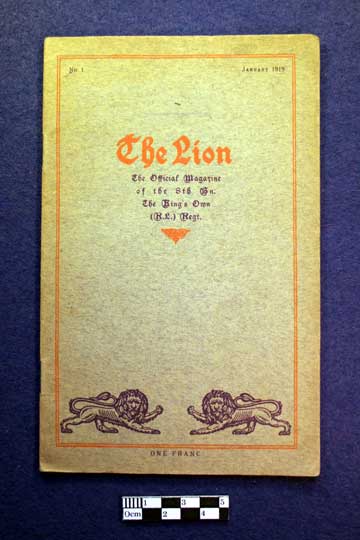 No 1 January 1919
The Lion
The Official Magazine
of the 8th Bn.
The King's Own
(R.L.) Regt.
ONE FRANC
0cm 1 2 3 4 5